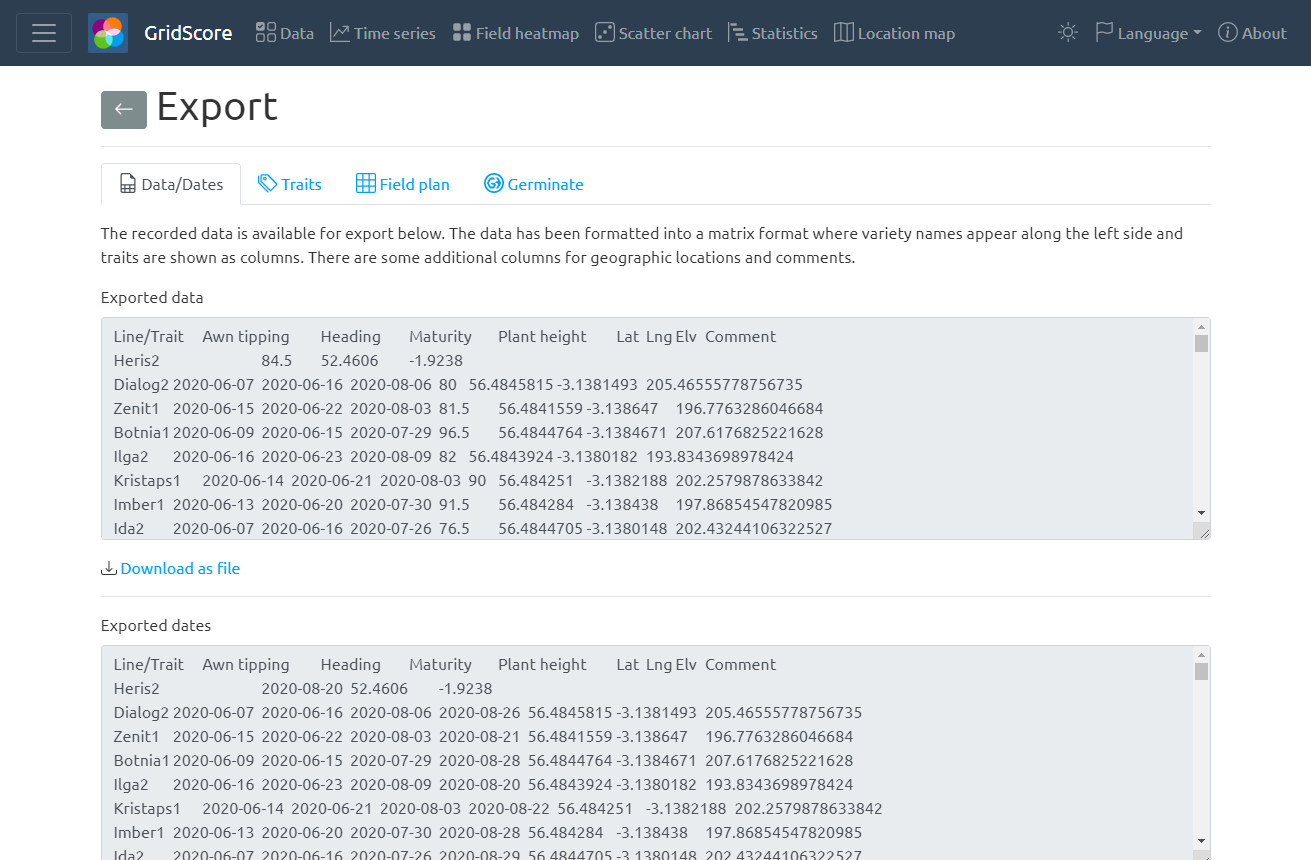 GridScore Data Time series Field heatmap Scatter chart Statistics Location map Language About
Export
Data/Dates Traits Field plan Germinate
The recorded data is available for export below. The data has been formatted into a matrix format where variety names appear along the left side and
traits are shown as columns. There are some additional columns for geographic locations and comments.
Exported data
Line/Trait Awn tipping Heading Maturity Plant height Lat Lng Elv Comment
Heris2 84.5 52.4606 -1.9238
Dialog2 2020-06-07 2020-06-16 2020-08-06 80 56.4845815 -3.1381493 205.46555778756735
Zenit1 2020-06-15 2020-06-22 2020-08-03 81.5 56.4841559 -3.138647 196.7763286046684
Botnia1 2020-06-09 2020-06-15 2020-07-29 96.5 56.4844764 -3.1384671 207.6176825221628
Ilga2 2020-06-16 2020-06-23 2020-08-09 82 56.4843924 -3.1380182 193.8343698978424
Kristaps1 2020-06-14 2020-06-21 2020-08-03 90 56.484251 -3.1382188 202.2579878633842
Imber1 2020-06-13 2020-06-20 2020-07-30 91.5 56.484284 -3.138438 197.86854547820985
Ida2 2020-06-07 2020-06-16 2020-07-26 76.5 56.4844705 -3.1380148 202.43244106322527
Download as file
Exported dates
Line/Trait Awn tipping Heading Maturity Plant height Lat Lng Elv Comment
Heris2 2020-08-20 52.4606 -1.9238
Dialog2 2020-06-07 2020-06-16 2020-08-06 2020-08-26 56.4845815 -3.1381493 205.46555778756735
Zenit1 2020-06-15 2020-06-22 2020-08-03 2020-08-21 56.4841559 -3.138647 196.7763286046684
Botnia1 2020-06-09 2020-06-15 2020-07-29 2020-08-28 56.4844764 -3.1384671 207.6176825221628
Ilga2 2020-06-16 2020-06-23 2020-08-09 2020-08-20 56.4843924 -3.1380182 193.8343698978424
Kristaps1 2020-06-14 2020-06-21 2020-08-03 2020-08-22 56.484251 -3.1382188 202.2579878633842
Imber1 2020-06-13 2020-06-20 2020-07-30 2020-08-28 56.484284 -3.138438 197.86854547820985
Ida2 2020-06-07 2020-06-16 2020-07-26 2020-08-29 56.4844705 -3.1380148 202.43244106322527